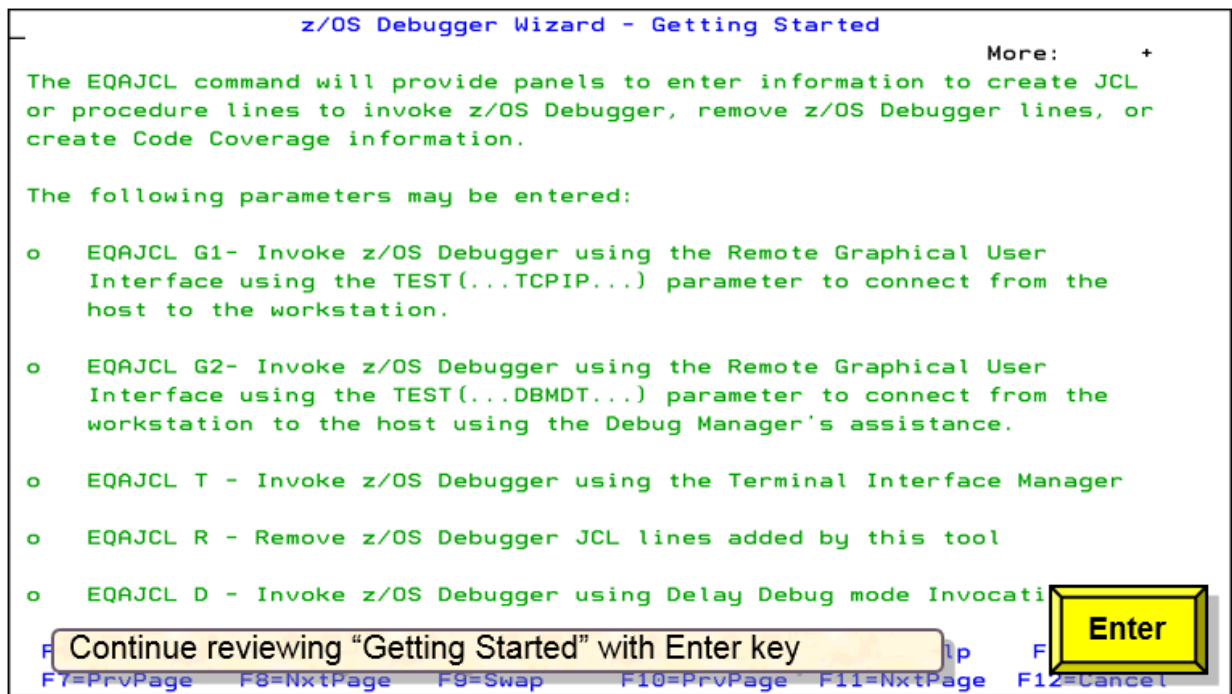 z/OS Debugger Wizard - Getting Started
More: +
The EQAJCL command will provide panels to enter information to create JCL
or procedure lines to invoke z/OS Debugger, remove z/OS Debugger lines, or
create Code Coverage information.
The following parameters may be entered:
o EQAJCL G1- Invoke z/OS Debugger using the Remote Graphical User
Interface using the TEST(...TCPIP...) parameter to connect from the
host to the workstation.
o EQAJCL G2- Invoke z/OS Debugger using the Remote Graphical User
Interface using the TEST(...DBMDT...) parameter to connect from the
workstation to the host using the Debug Manager's assistance.
o EQAJCL T - Invoke z/OS Debugger using the Terminal Interface Manager
o EQAJCL R - Remove z/OS Debugger JCL lines added by this tool
o EQAJCL D - Invoke z/OS Debugger using Delay Debug mode Invocati
Enter
Continue reviewing “Getting Started” with Enter key
F7=PrvPage F8=NxtPage F9=Swap F10=PrvPage F11=NxtPage F12=Cancel